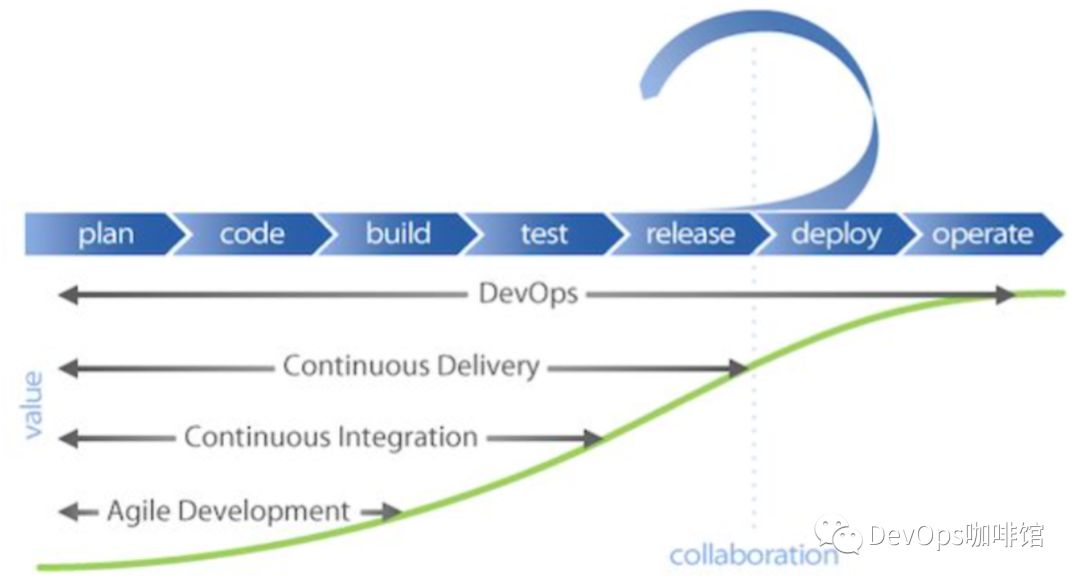 plan code build test release deploy operate
DevOps
Continuous Delivery
value
Continuous Integration
Agile Development
DevOps咖啡馆
collaboration